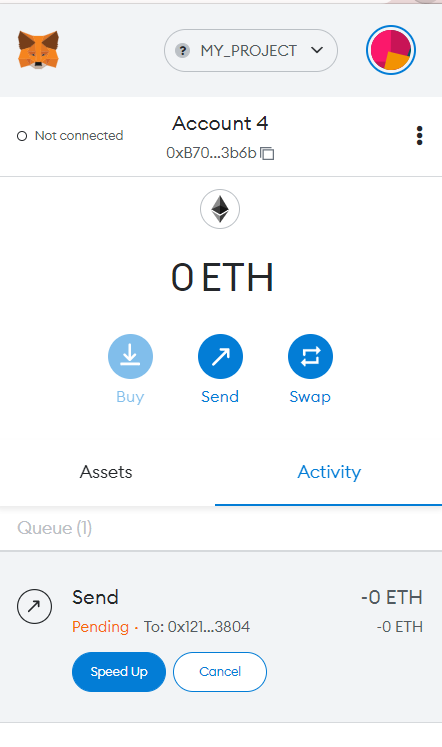 ? MY_PROJECT
Not connected
Account 4
0xB70...3b6b
0 ETH
Buy
Send
Swap
Assets
Activity
Queue (1)
Send
-0 ETH
Pending · To: 0x121...3804
-0 ETH
Speed Up
Cancel